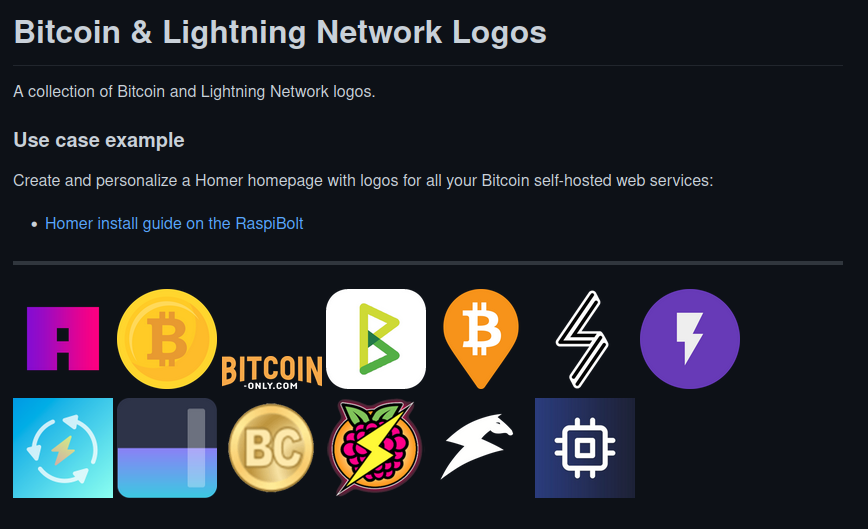 Bitcoin & Lightning Network Logos
A collection of Bitcoin and Lightning Network logos.
Use case example
Create and personalize a Homer homepage with logos for all your Bitcoin self-hosted web services:
Homer install guide on the RaspiBolt
BITCOIN
-ONLY.COM
BC